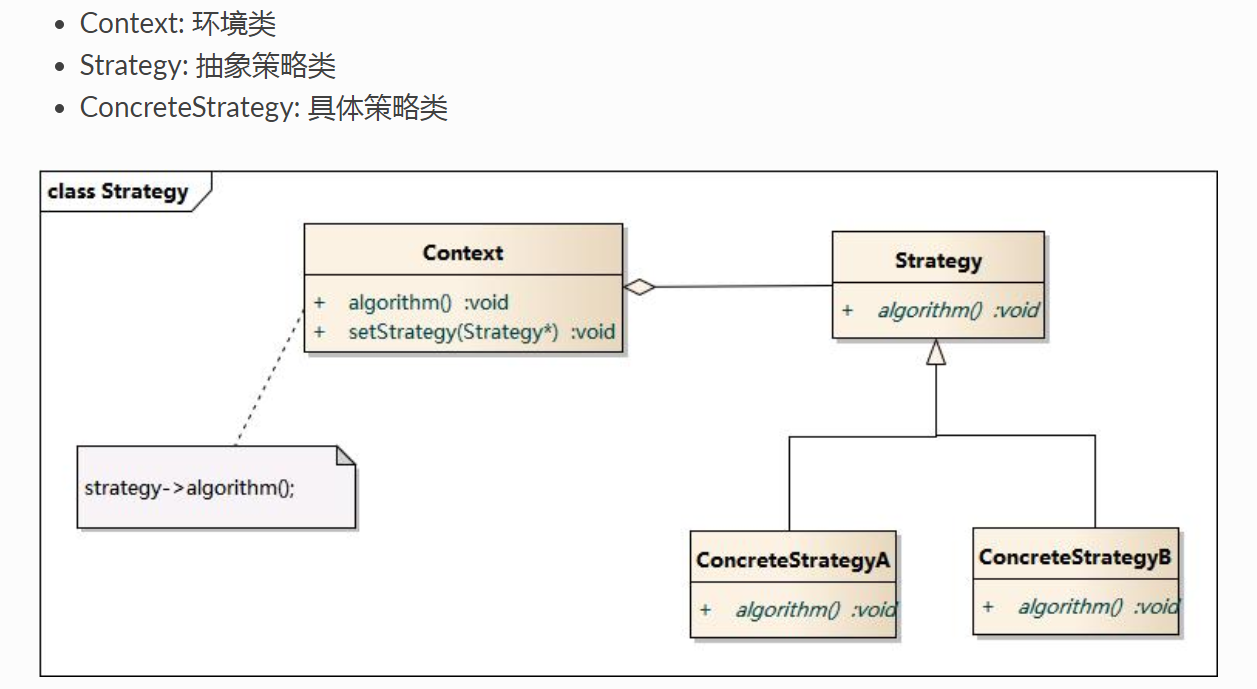 Context: 环境类
Strategy: 抽象策略类
ConcreteStrategy: 具体策略类
class Strategy
Context
+ algorithm() :void
+ setStrategy(Strategy*) :void
Strategy
+ algorithm() :void
strategy->algorithm();
ConcreteStrategyA
+ algorithm() :void
ConcreteStrategyB
+ algorithm() :void